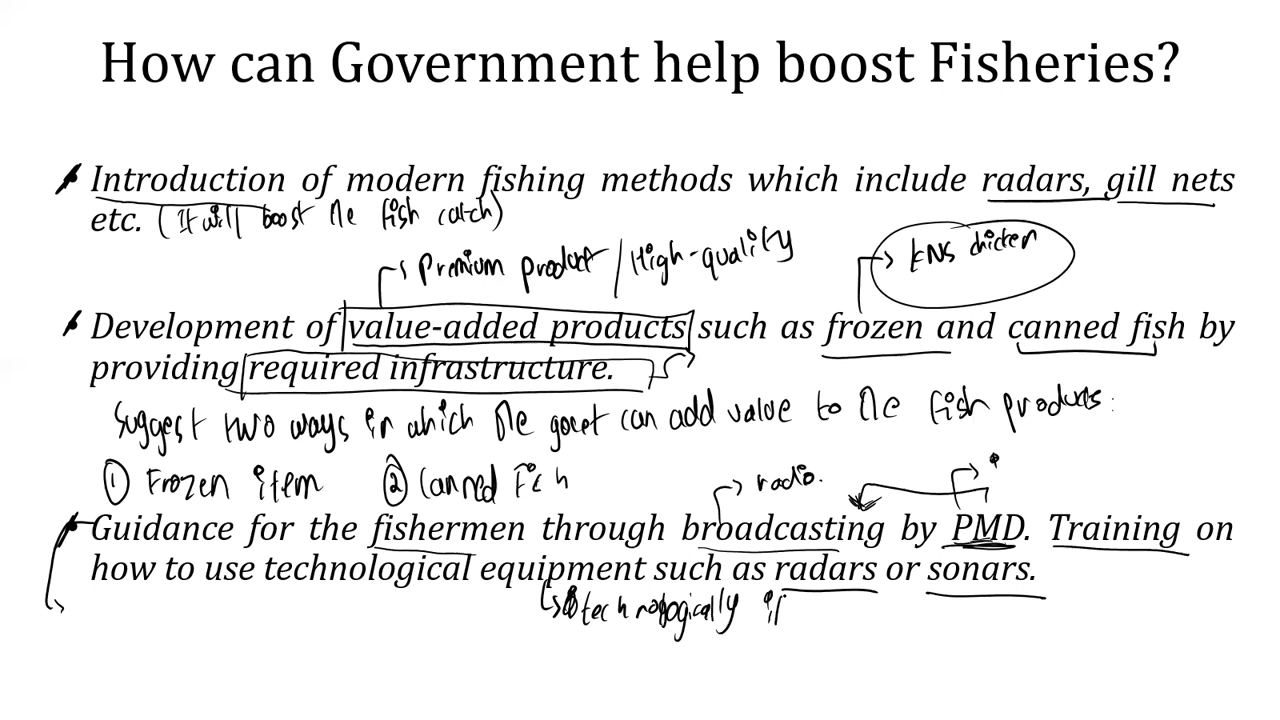 How can Government help boost Fisheries?
Introduction of modern fishing methods which include radars, gill nets
etc. (It will boost the fish catch)
Premium product / High-quality
KNs chicken
Development of value-added products such as frozen and canned fish by
providing required infrastructure.
Suggest two ways in which the govt can add value to the fish products:
① Frozen item ② Canned Fish
radio.
Guidance for the fishermen through broadcasting by PMD. Training on
how to use technological equipment such as radars or sonars.
technologically